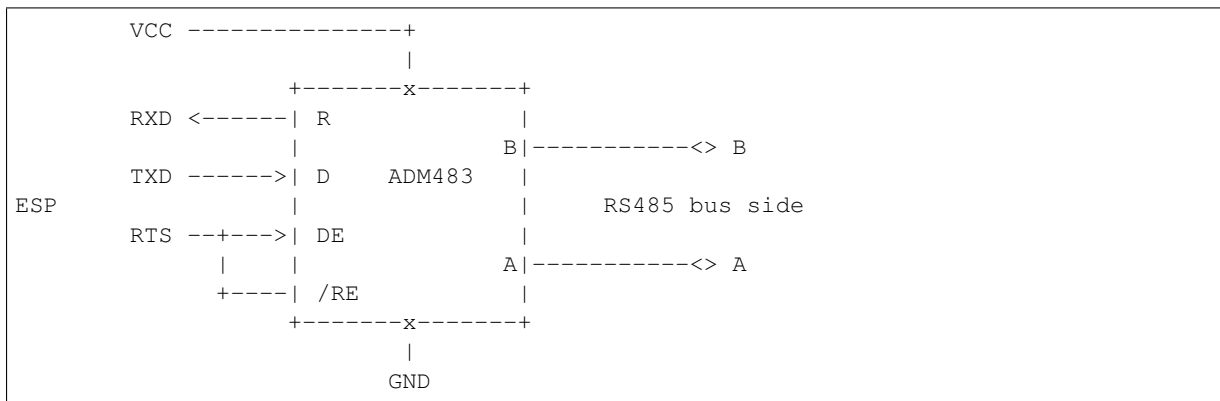 VCC ---------------+
|
+-------x-------+
RXD <------| R |
| B|-----------<> B
TXD ------>| D ADM483 |
ESP | | RS485 bus side
RTS --+--->| DE |
| | A|-----------<> A
+----| /RE |
+-------x-------+
|
GND